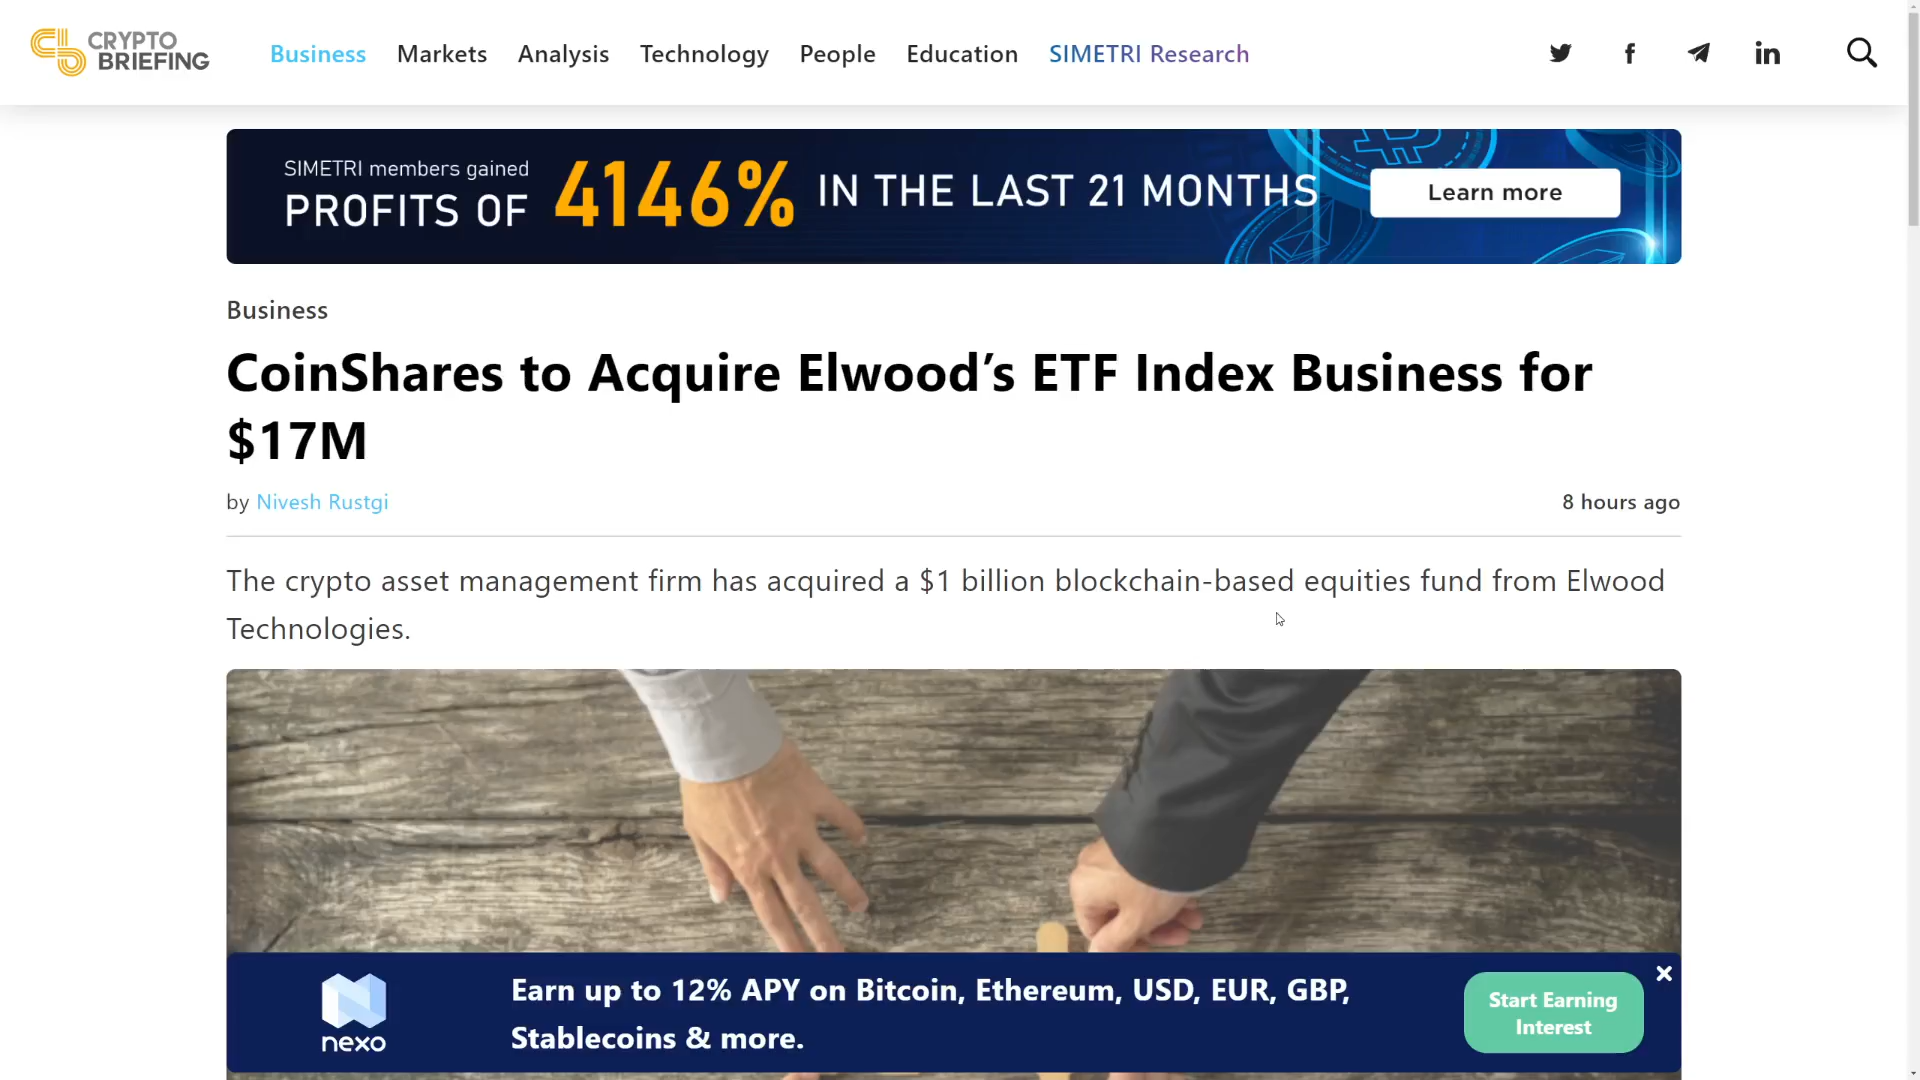 CRYPTO
BRIEFING
Business Markets Analysis Technology People Education SIMETRI Research
SIMETRI members gained
PROFITS OF 4146% IN THE LAST 21 MONTHS
Learn more
Business
CoinShares to Acquire Elwood’s ETF Index Business for
$17M
by Nivesh Rustgi
8 hours ago
The crypto asset management firm has acquired a $1 billion blockchain-based equities fund from Elwood
Technologies.
nexo
Earn up to 12% APY on Bitcoin, Ethereum, USD, EUR, GBP,
Stablecoins & more.
Start Earning
Interest